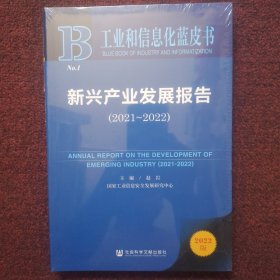 B
No.1
工业和信息化蓝皮书
BLUE BOOK OF INDUSTRY AND INFORMATIZATION
新兴产业发展报告
(2021~2022)
ANNUAL REPORT ON THE DEVELOPMENT OF
EMERGING INDUSTRY (2021-2022)
主 编 / 赵 岩
国家工业信息安全发展研究中心
2022
版
社会科学文献出版社